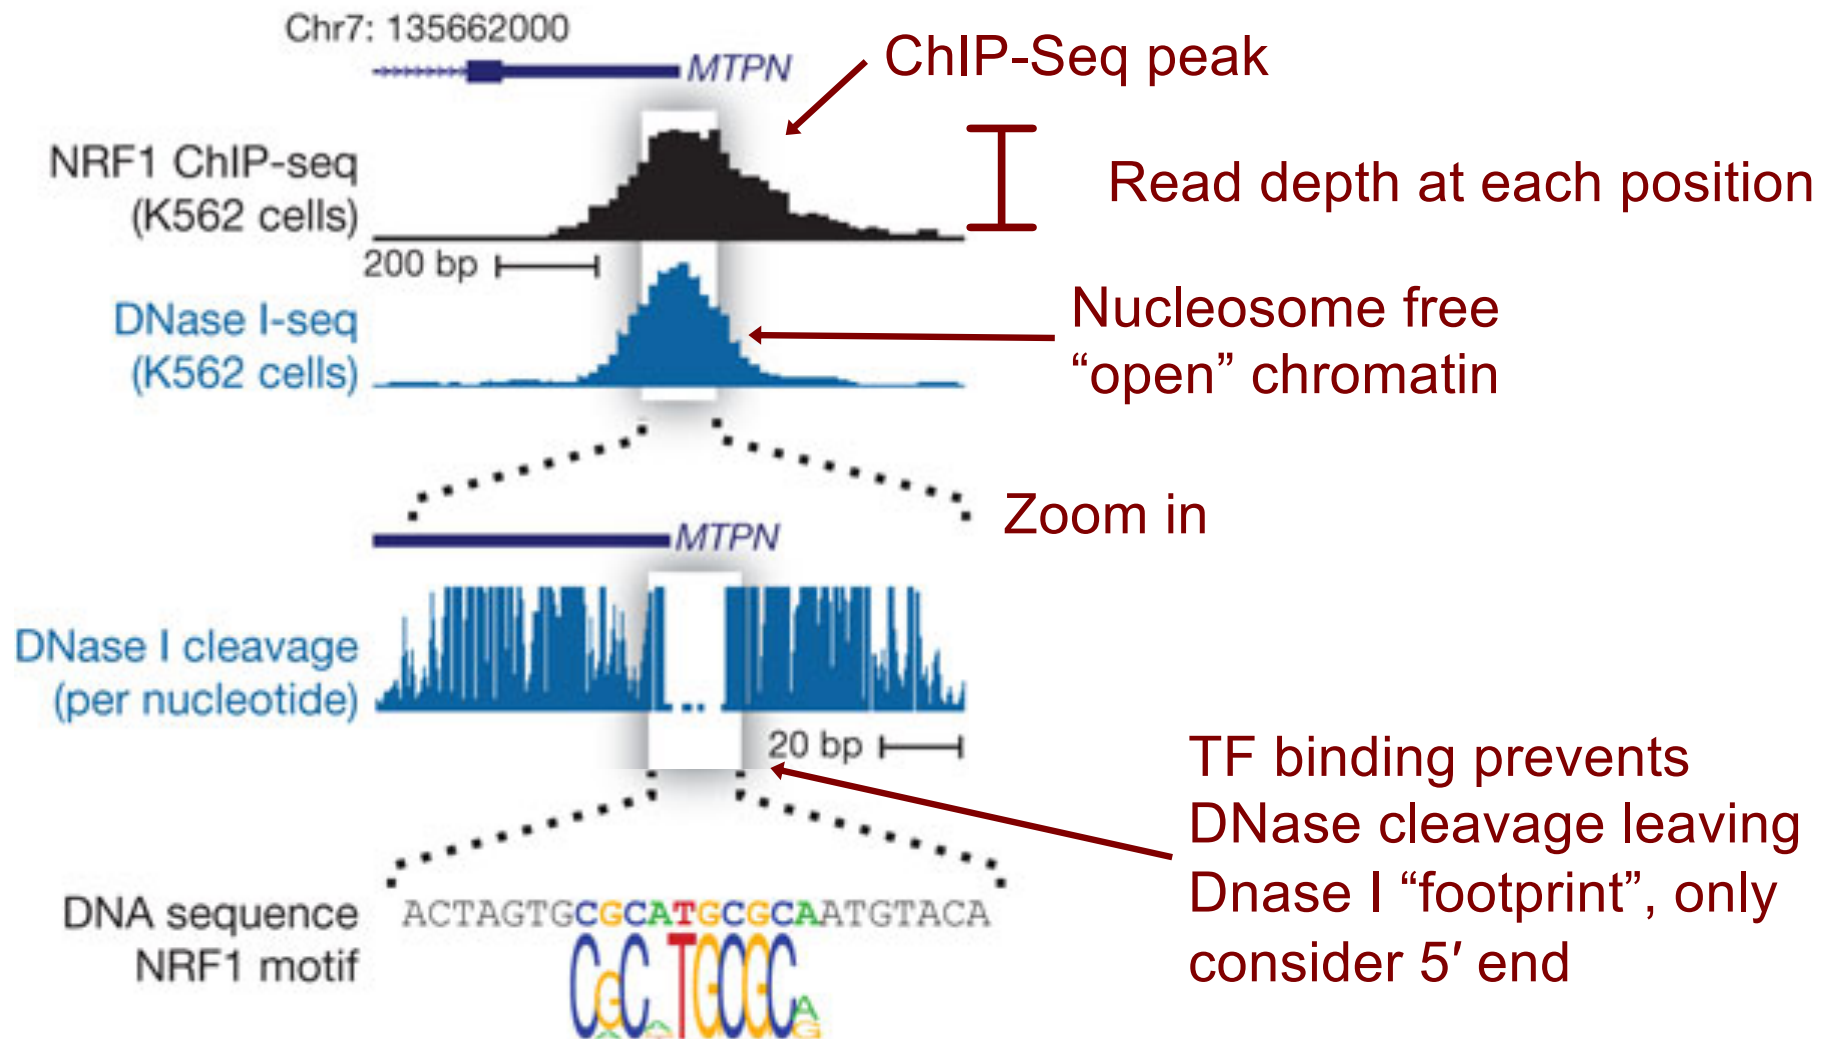 Chr7: 135662000
MTPN
ChIP-Seq peak
NRF1 ChIP-seq
(K562 cells)
Read depth at each position
200 bp
DNase I-seq
(K562 cells)
Nucleosome free
“open” chromatin
Zoom in
MTPN
DNase I cleavage
(per nucleotide)
20 bp
TF binding prevents
DNase cleavage leaving
Dnase I “footprint”, only
consider 5′ end
DNA sequence
ACTAGTGCGCATGCGCAATGTACA
NRF1 motif
CGCATGCGCA
G